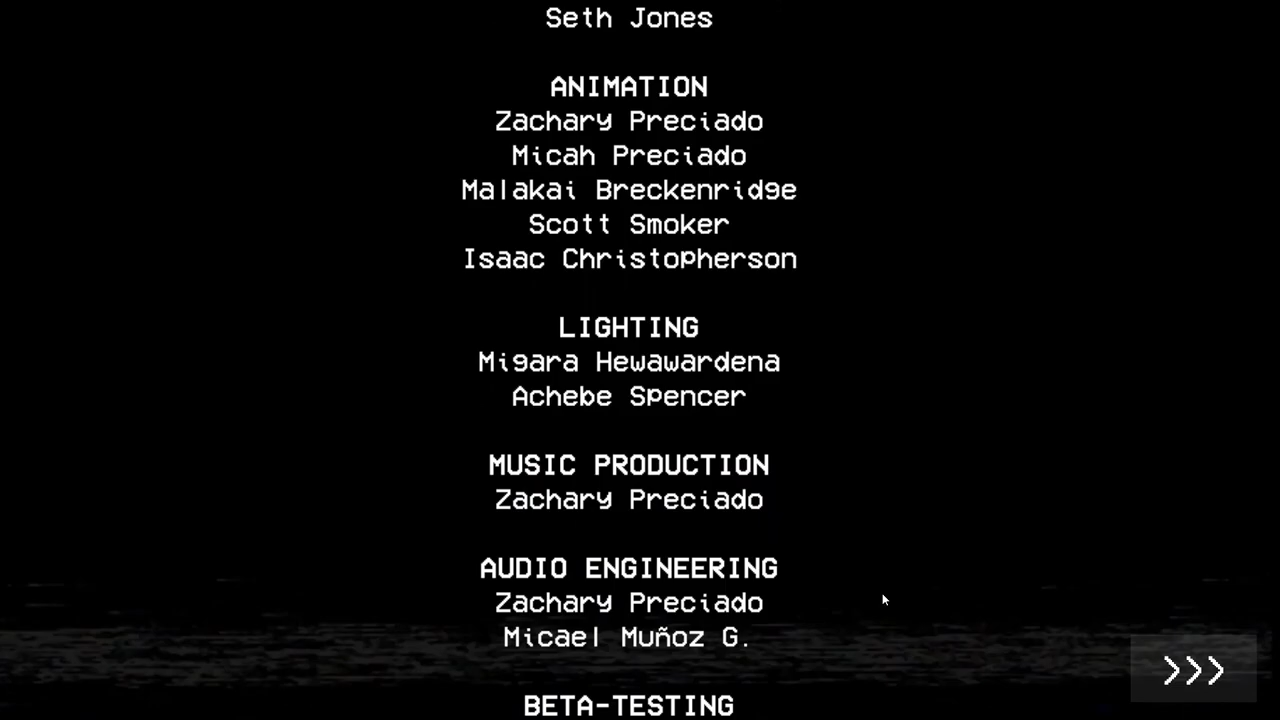 Seth Jones
ANIMATION
Zachary Preciado
Micah Preciado
Malakai Breckenridge
Scott Smoker
Isaac Christopherson
LIGHTING
Migara Hewawardena
Achebe Spencer
MUSIC PRODUCTION
Zachary Preciado
AUDIO ENGINEERING
Zachary Preciado
Micael Muñoz G.
BETA-TESTING
>>>